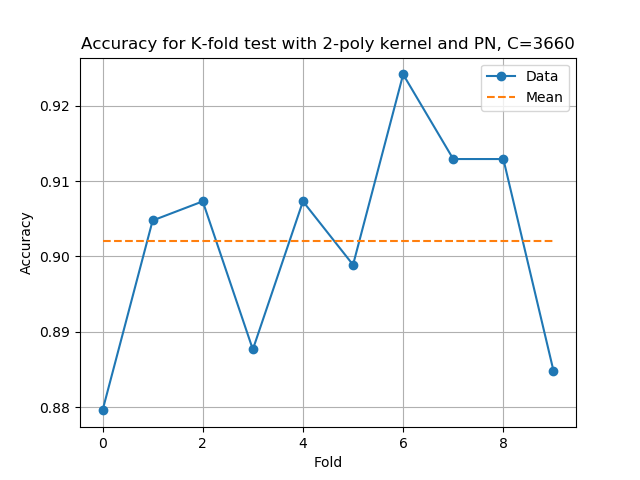 Accuracy for K-fold test with 2-poly kernel and PN, C=3660
Data
Mean
0.92
0.91
0.90
0.89
0.88
Accuracy
0 2 4 6 8
Fold